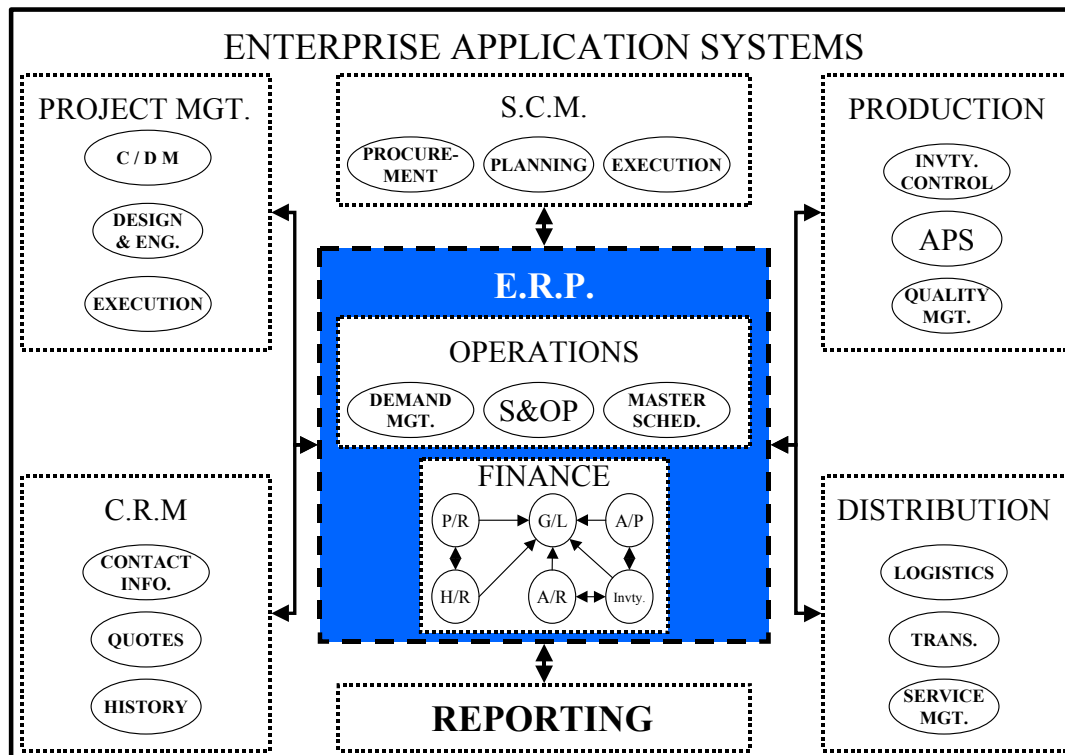 ENTERPRISE APPLICATION SYSTEMS
PROJECT MGT.
C / D M
DESIGN
& ENG.
EXECUTION
S.C.M.
PROCURE-
MENT
PLANNING
EXECUTION
PRODUCTION
INVTY.
CONTROL
APS
QUALITY
MGT.
E.R.P.
OPERATIONS
DEMAND
MGT.
S&OP
MASTER
SCHED.
FINANCE
P/R
G/L
A/P
H/R
A/R
Invty.
C.R.M
CONTACT
INFO.
QUOTES
HISTORY
DISTRIBUTION
LOGISTICS
TRANS.
SERVICE
MGT.
REPORTING